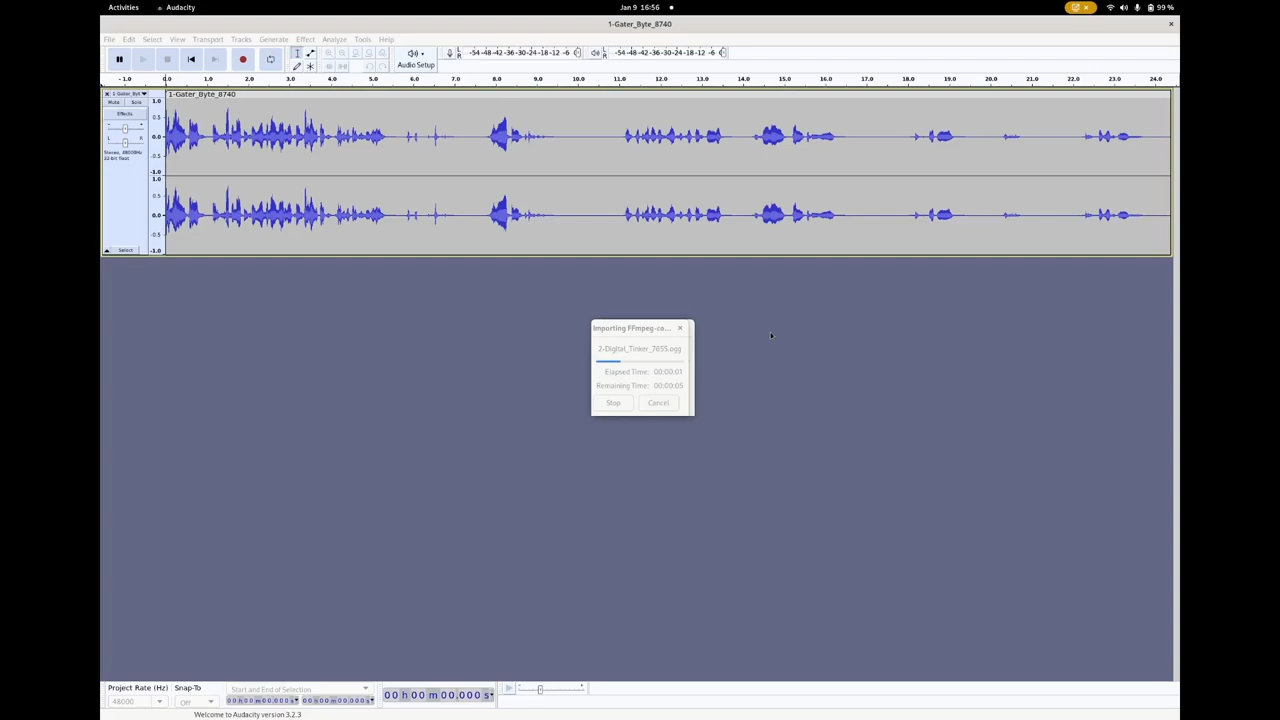 Activities Audacity Jan 9 16:56 99 %
1-Gater_Byte_8740
File Edit Select View Transport Tracks Generate Effect Analyze Tools Help
L R -54-48-42-36-30-24-18-12 -6 L R -54-48-42-36-30-24-18-12 -6
Audio Setup
-1.0 0.0 1.0 2.0 3.0 4.0 5.0 6.0 7.0 8.0 9.0 10.0 11.0 12.0 13.0 14.0 15.0 16.0 17.0 18.0 19.0 20.0 21.0 22.0 23.0 24.0
1-Gater_Byt 1-Gater_Byte_8740
Mute Solo
Effects
- +
L R
Stereo, 48000Hz
32-bit float
1.0
0.5
0.0
-0.5
-1.0
1.0
0.5
0.0
-0.5
-1.0
Select
Importing FFmpeg-co...
2-Digital_Tinker_7655.ogg
Elapsed Time: 00:00:01
Remaining Time: 00:00:05
Stop Cancel
Project Rate (Hz) Snap-To Start and End of Selection
48000 Off 00 h 00 m 00.000 s 00 h 00 m 00.000 s 00 h 00 m 00.000 s
Welcome to Audacity version 3.2.3